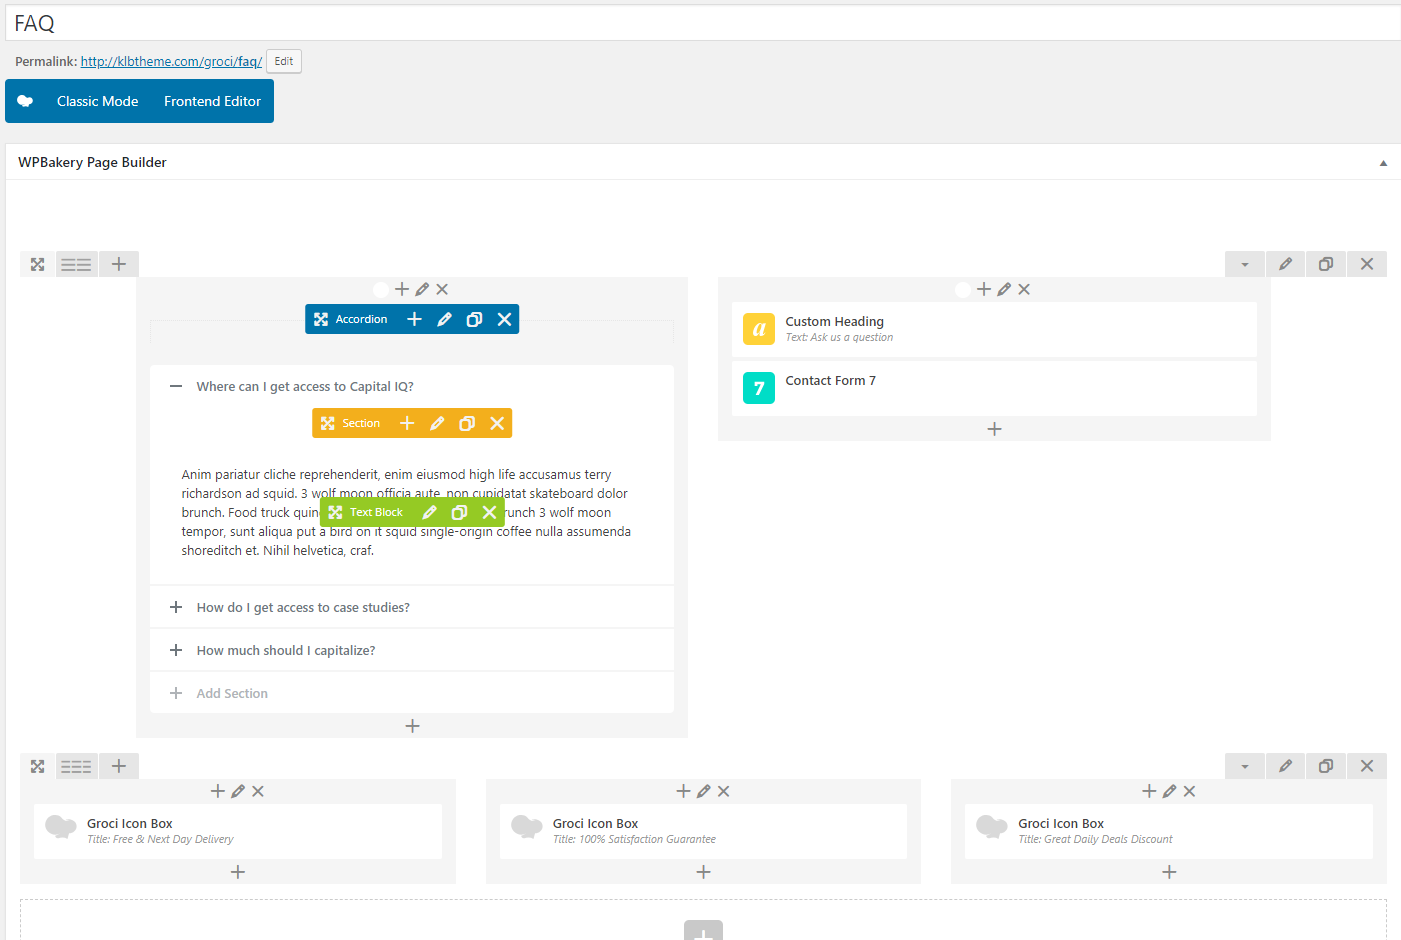 FAQ
Permalink: http://klbtheme.com/groci/faq/ Edit
Classic Mode Frontend Editor
WPBakery Page Builder
Accordion
Where can I get access to Capital IQ?
Section
Anim pariatur cliche reprehenderit, enim eiusmod high life accusamus terry
richardson ad squid. 3 wolf moon officia aute, non cupidatat skateboard dolor
brunch. Food truck quin
Text Block
runch 3 wolf moon
tempor, sunt aliqua put a bird on it squid single-origin coffee nulla assumenda
shoreditch et. Nihil helvetica, craf.
How do I get access to case studies?
How much should I capitalize?
Add Section
a
Custom Heading
Text: Ask us a question
7
Contact Form 7
Groci Icon Box
Title: Free & Next Day Delivery
Groci Icon Box
Title: 100% Satisfaction Guarantee
Groci Icon Box
Title: Great Daily Deals Discount